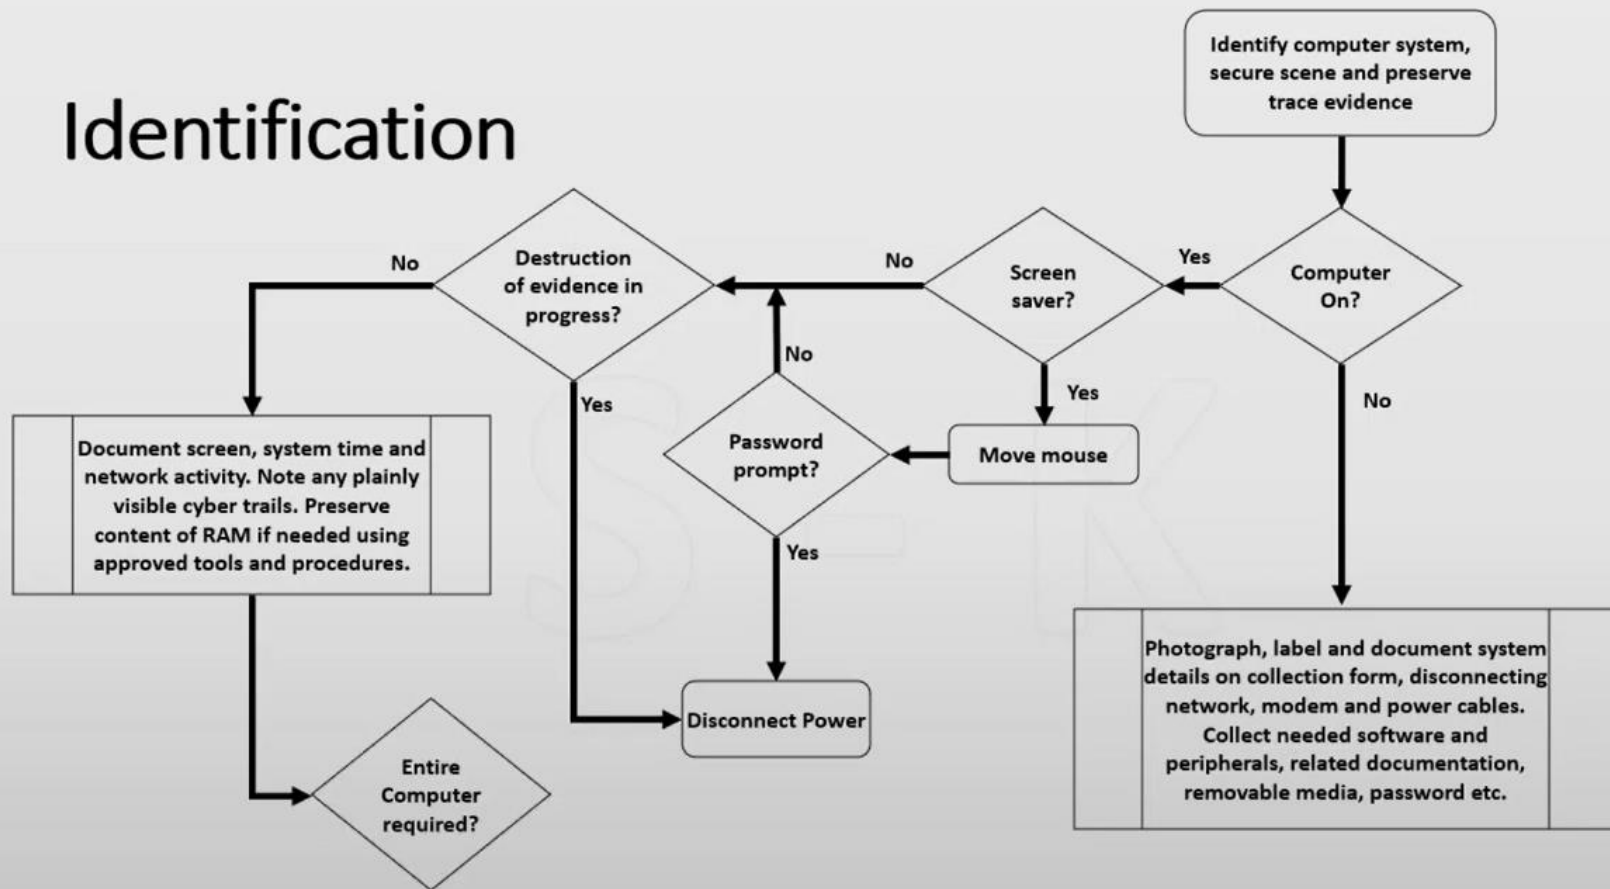 Identification
Identify computer system,
secure scene and preserve
trace evidence
Computer
On?
Yes
No
Screen
saver?
No
Yes
Move mouse
Password
prompt?
No
Yes
Destruction
of evidence in
progress?
No
Yes
Disconnect Power
Document screen, system time and
network activity. Note any plainly
visible cyber trails. Preserve
content of RAM if needed using
approved tools and procedures.
Entire
Computer
required?
Photograph, label and document system
details on collection form, disconnecting
network, modem and power cables.
Collect needed software and
peripherals, related documentation,
removable media, password etc.
S - K